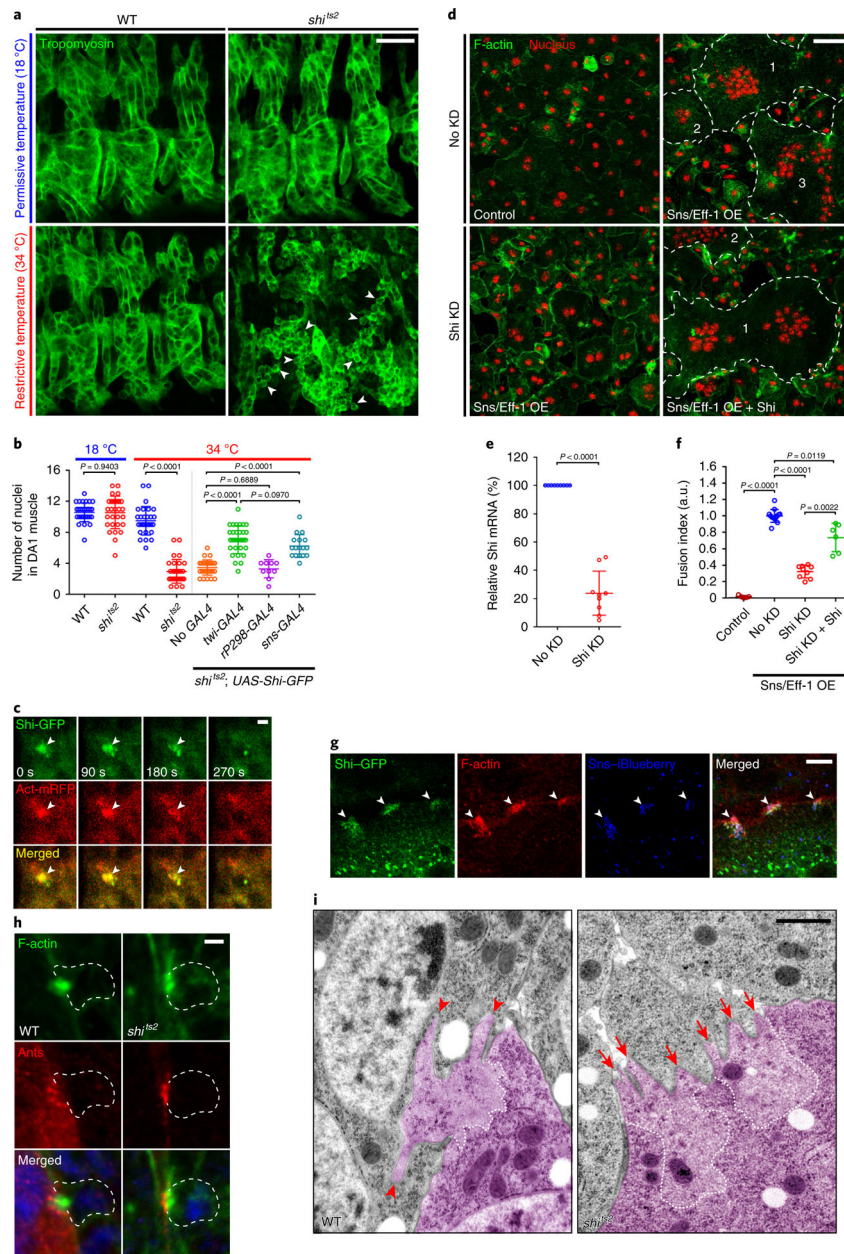 a
WT
shi^ts2
Permissive temperature (18 °C)
Restrictive temperature (34 °C)
Tropomyosin
b
18 °C
34 °C
P = 0.9403
P < 0.0001
P < 0.0001
P = 0.6889
P < 0.0001
P = 0.0970
Number of nuclei
in DA1 muscle
20
16
12
8
4
0
WT
shi^ts2
WT
shi^ts2
No GAL4
twi-GAL4
rP298-GAL4
sns-GAL4
shi^ts2; UAS-Shi-GFP
c
Shi-GFP
0 s
90 s
180 s
270 s
Act-mRFP
Merged
d
No KD
Shi KD
F-actin
Nucleus
Control
1
2
3
Sns/Eff-1 OE
Sns/Eff-1 OE
2
1
Sns/Eff-1 OE + Shi
e
P < 0.0001
Relative Shi mRNA (%)
120
100
80
60
40
20
0
No KD
Shi KD
f
P = 0.0119
P < 0.0001
P < 0.0001
P = 0.0022
Fusion index (a.u.)
1.6
1.4
1.2
1.0
0.8
0.6
0.4
0.2
0
Control
No KD
Shi KD
Shi KD + Shi
Sns/Eff-1 OE
g
Shi–GFP
F-actin
Sns–iBlueberry
Merged
h
F-actin
WT
shi^ts2
Ants
Merged
i
WT
shi^ts2